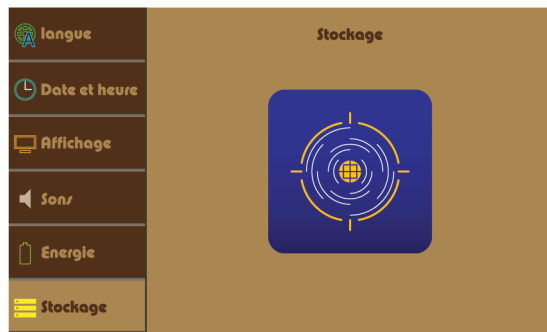 langue
Date et heure
Affichage
Sons
Energie
Stockage
Stockage